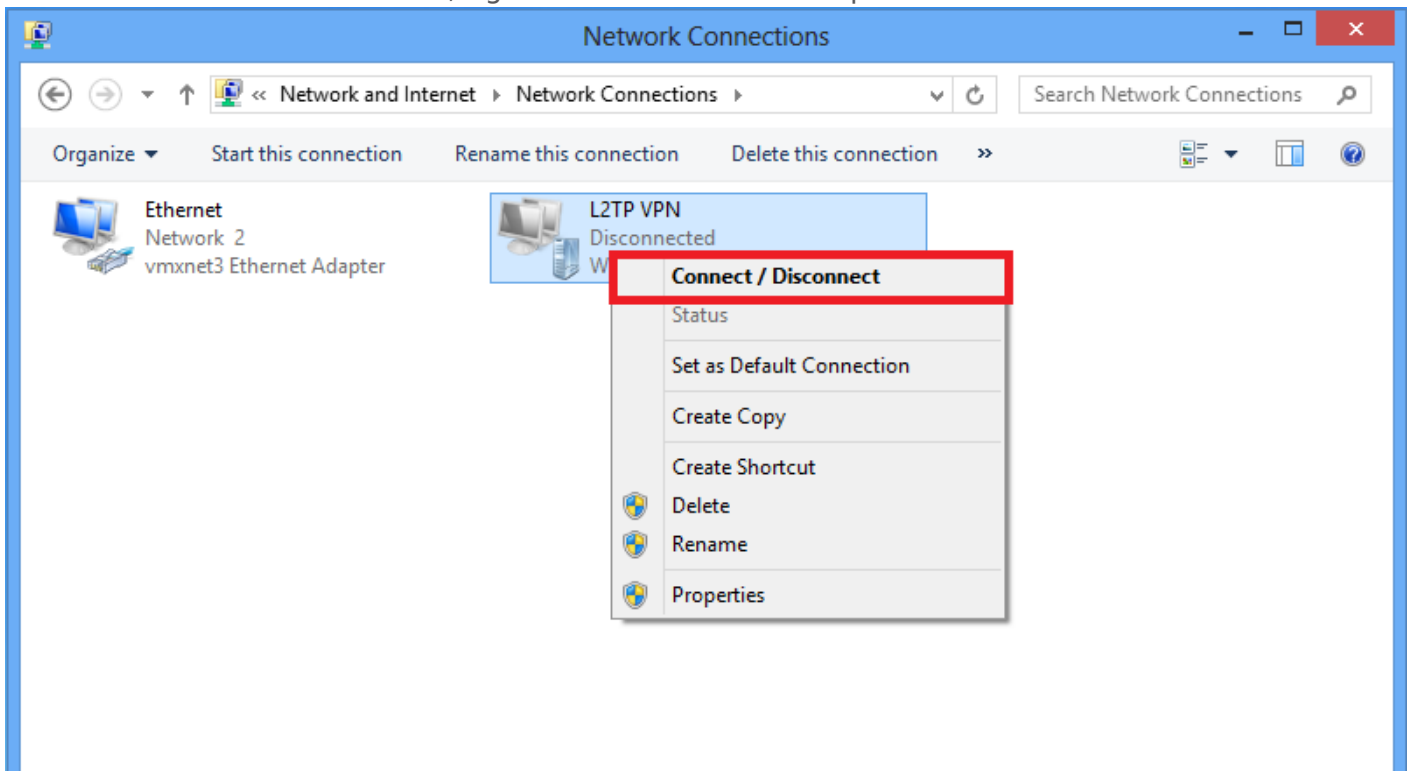 Network Connections
« Network and Internet Network Connections
Search Network Connections
Organize Start this connection Rename this connection Delete this connection »
Ethernet
Network 2
vmxnet3 Ethernet Adapter
L2TP VPN
Disconnected
Connect / Disconnect
Status
Set as Default Connection
Create Copy
Create Shortcut
Delete
Rename
Properties